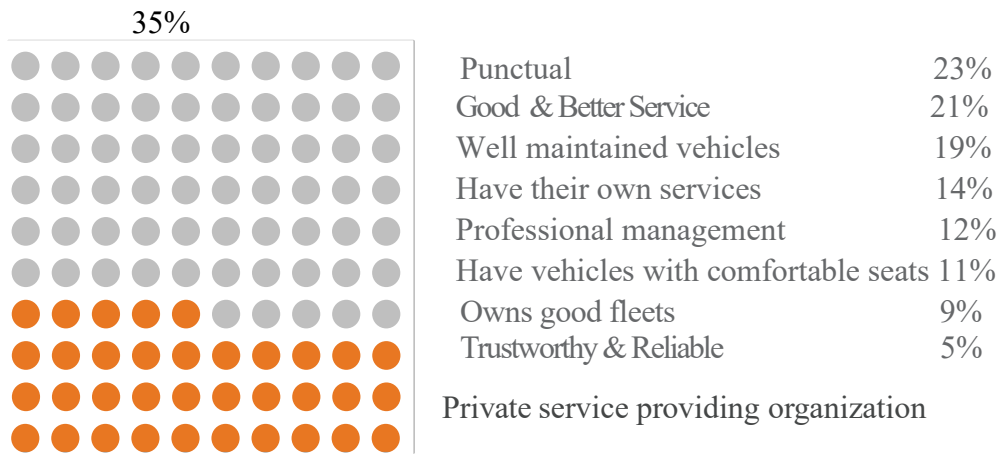 35%
Punctual 23%
Good & Better Service 21%
Well maintained vehicles 19%
Have their own services 14%
Professional management 12%
Have vehicles with comfortable seats 11%
Owns good fleets 9%
Trustworthy & Reliable 5%
Private service providing organization